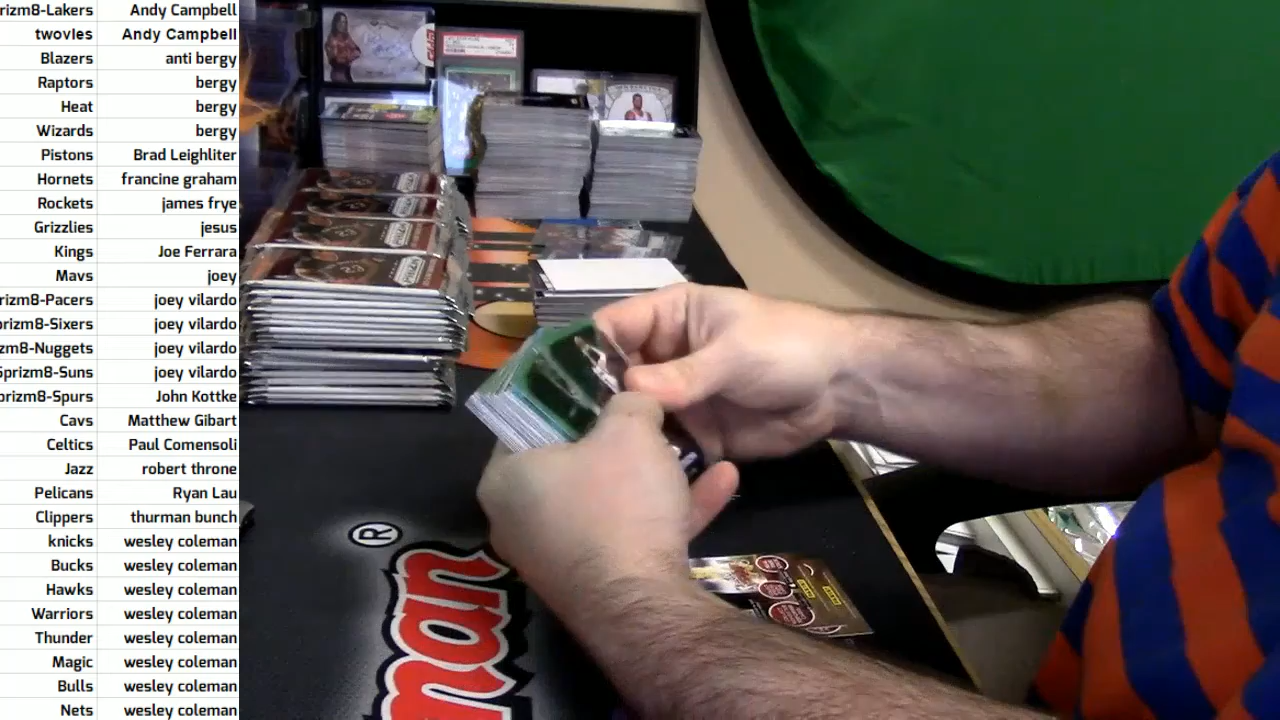 rizm8-Lakers Andy Campbell
twovies Andy Campbell
Blazers anti bergy
Raptors bergy
Heat bergy
Wizards bergy
Pistons Brad Leighliter
Hornets francine graham
Rockets james frye
Grizzlies jesus
Kings Joe Ferrara
Mavs joey
rizm8-Pacers joey vilardo
orizm8-Sixers joey vilardo
zm8-Nuggets joey vilardo
Sprizm8-Suns joey vilardo
orizm8-Spurs John Kottke
Cavs Matthew Gibart
Celtics Paul Comensoli
Jazz robert throne
Pelicans Ryan Lau
Clippers thurman bunch
knicks wesley coleman
Bucks wesley coleman
Hawks wesley coleman
Warriors wesley coleman
Thunder wesley coleman
Magic wesley coleman
Bulls wesley coleman
Nets wesley coleman
23
23
®
man